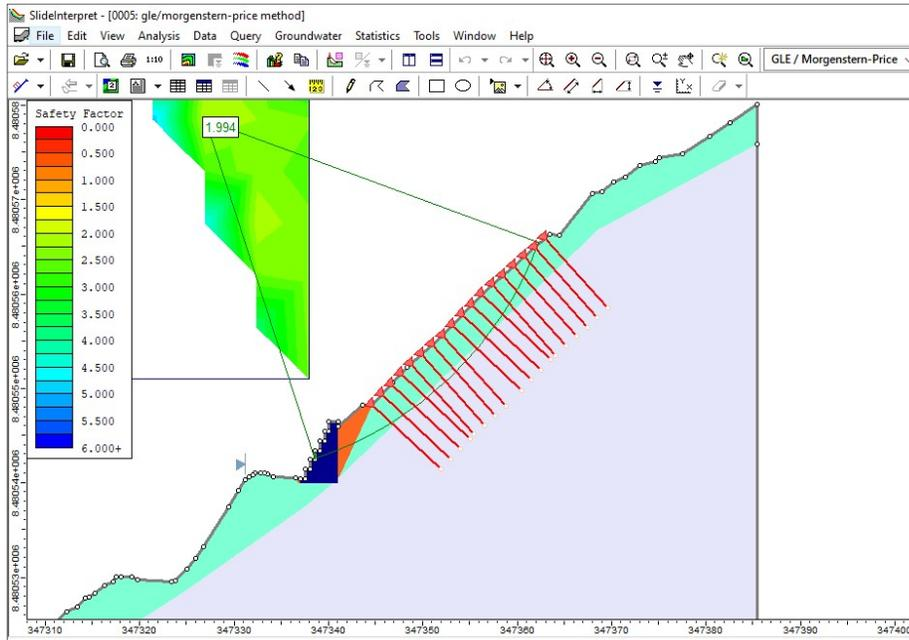 SlideInterpret - [0005: gle/morgenstern-price method]
File Edit View Analysis Data Query Groundwater Statistics Tools Window Help
1:10
GLE / Morgenstern-Price
Safety Factor
0.000
0.500
1.000
1.500
2.000
2.500
3.000
3.500
4.000
4.500
5.000
5.500
6.000+
1.994
8.48058
8.48057e+006
8.48056e+006
8.48055e+006
8.48054e+006
8.48053e+006
347310 347320 347330 347340 347350 347360 347370 347380 347390 347400